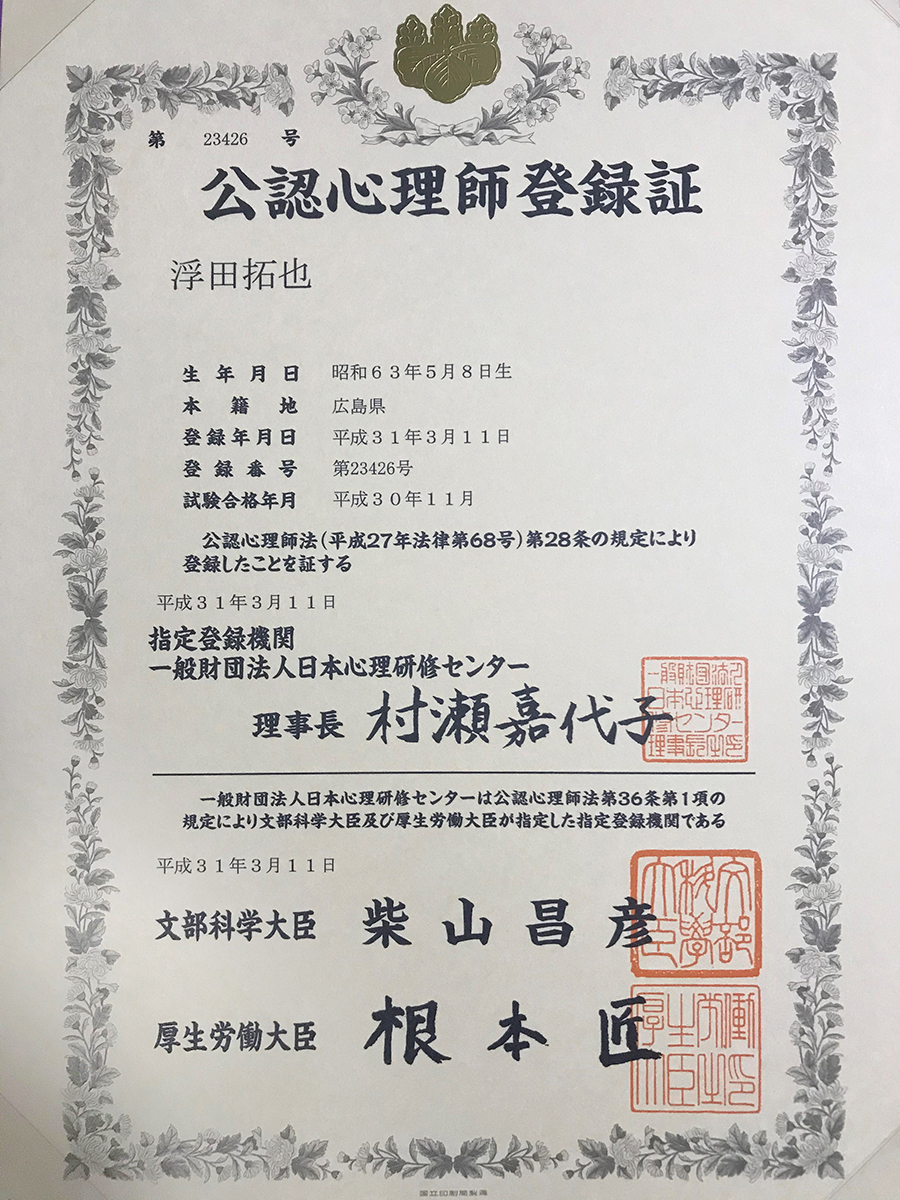 第 23426 号
公認心理師登録証
浮田拓也
生年月日 昭和63年5月8日生
本籍地 広島県
登録年月日 平成31年3月11日
登録番号 第23426号
試験合格年月 平成30年11月
公認心理師法(平成27年法律第68号)第28条の規定により
登録したことを証する
平成31年3月11日
指定登録機関
一般財団法人日本心理研修センター
理事長 村瀬嘉代子
一般財団法人日本心理研修センターは公認心理師法第36条第1項の
規定により文部科学大臣及び厚生労働大臣が指定した指定登録機関である
平成31年3月11日
文部科学大臣 柴山昌彦
厚生労働大臣 根本匠
国立印刷局製造